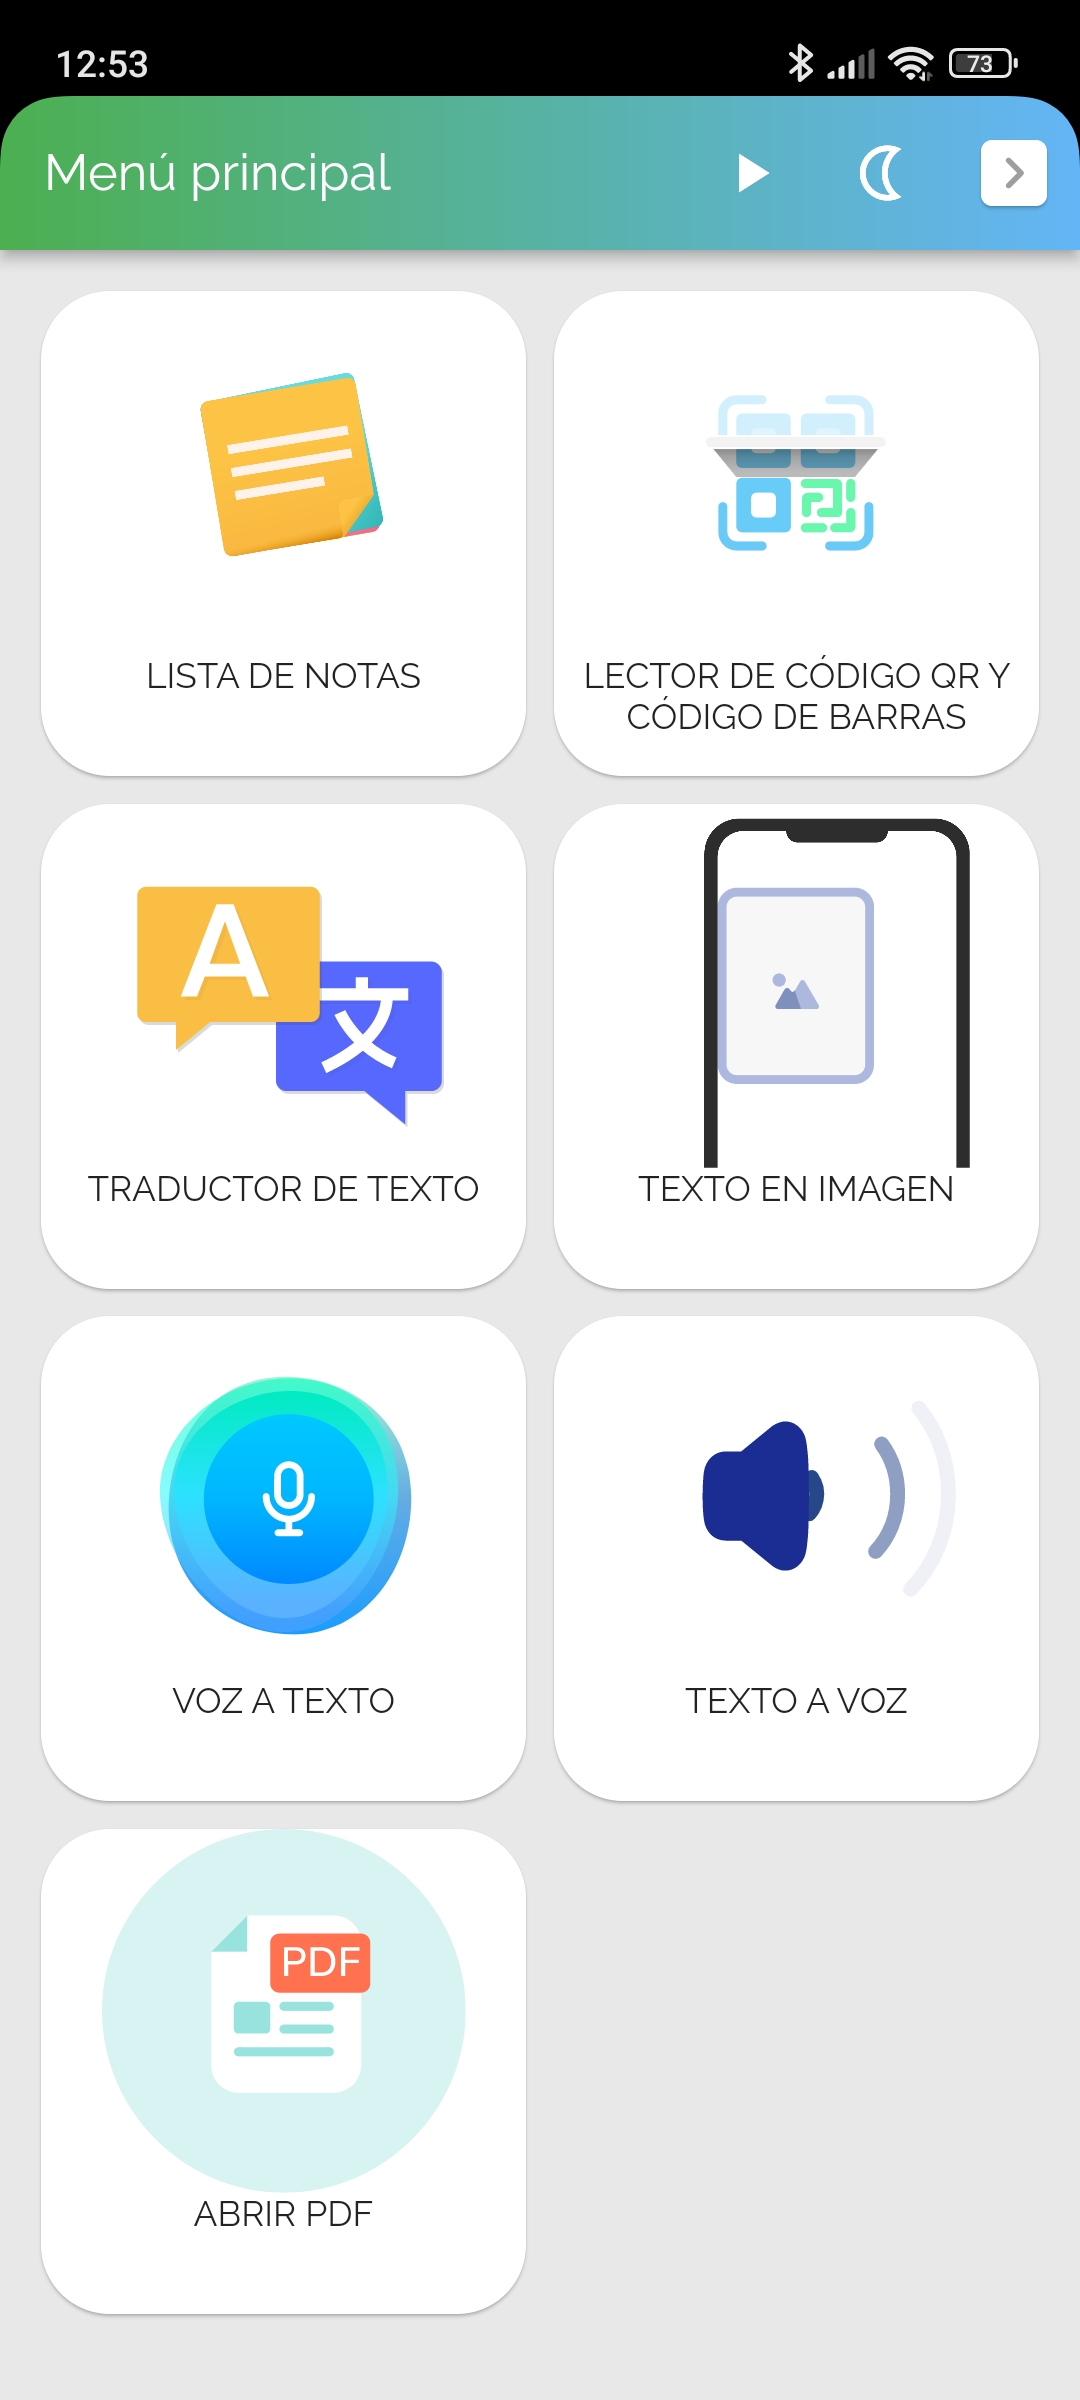 12:53
73
Menú principal
LISTA DE NOTAS
LECTOR DE CÓDIGO QR Y
CÓDIGO DE BARRAS
A
文
TRADUCTOR DE TEXTO
TEXTO EN IMAGEN
VOZ A TEXTO
TEXTO A VOZ
PDF
ABRIR PDF